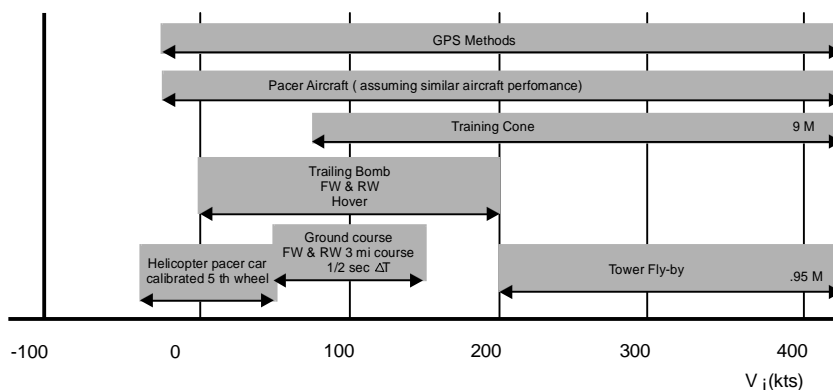 GPS Methods
Pacer Aircraft ( assuming similar aircraft perfomance)
Training Cone 9 M
Trailing Bomb
FW & RW
Hover
Ground course
FW & RW 3 mi course
1/2 sec ΔT
Helicopter pacer car
calibrated 5 th wheel
Tower Fly-by .95 M
-100 0 100 200 300 400
V i (kts)